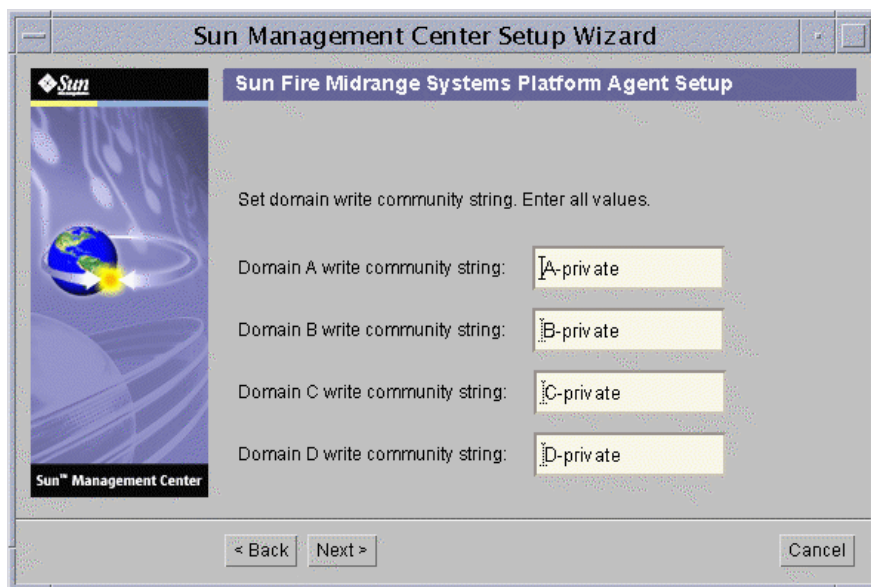 Sun Management Center Setup Wizard
Sun
Sun Fire Midrange Systems Platform Agent Setup
Set domain write community string. Enter all values.
Domain A write community string: A-private
Domain B write community string: B-private
Domain C write community string: C-private
Domain D write community string: D-private
Sun™ Management Center
< Back Next > Cancel